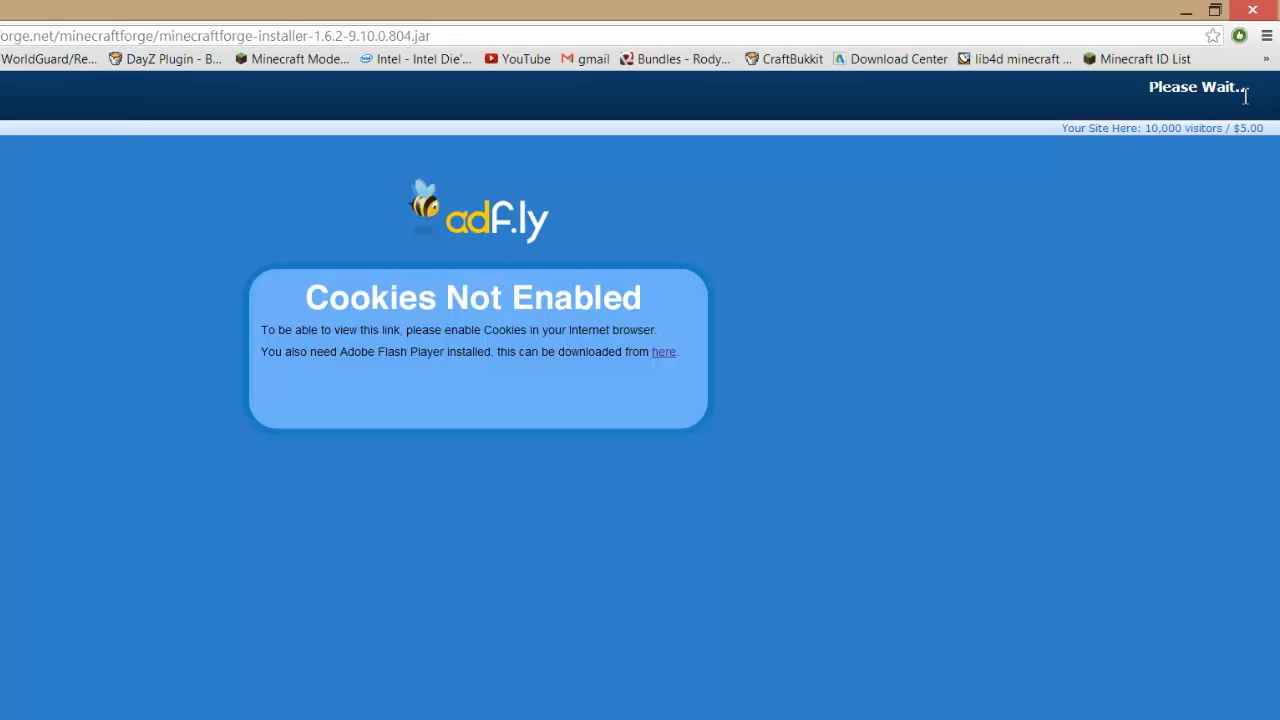 orge.net/minecraftforge/minecraftforge-installer-1.6.2-9.10.0.804.jar
WorldGuard/Re... DayZ Plugin - B... Minecraft Mode... Intel - Intel Die'... YouTube gmail Bundles - Rody... CraftBukkit Download Center lib4d minecraft ... Minecraft ID List »
Please Wait..
Your Site Here: 10,000 visitors / $5.00
adf.ly
Cookies Not Enabled
To be able to view this link, please enable Cookies in your Internet browser.
You also need Adobe Flash Player installed. this can be downloaded from here.